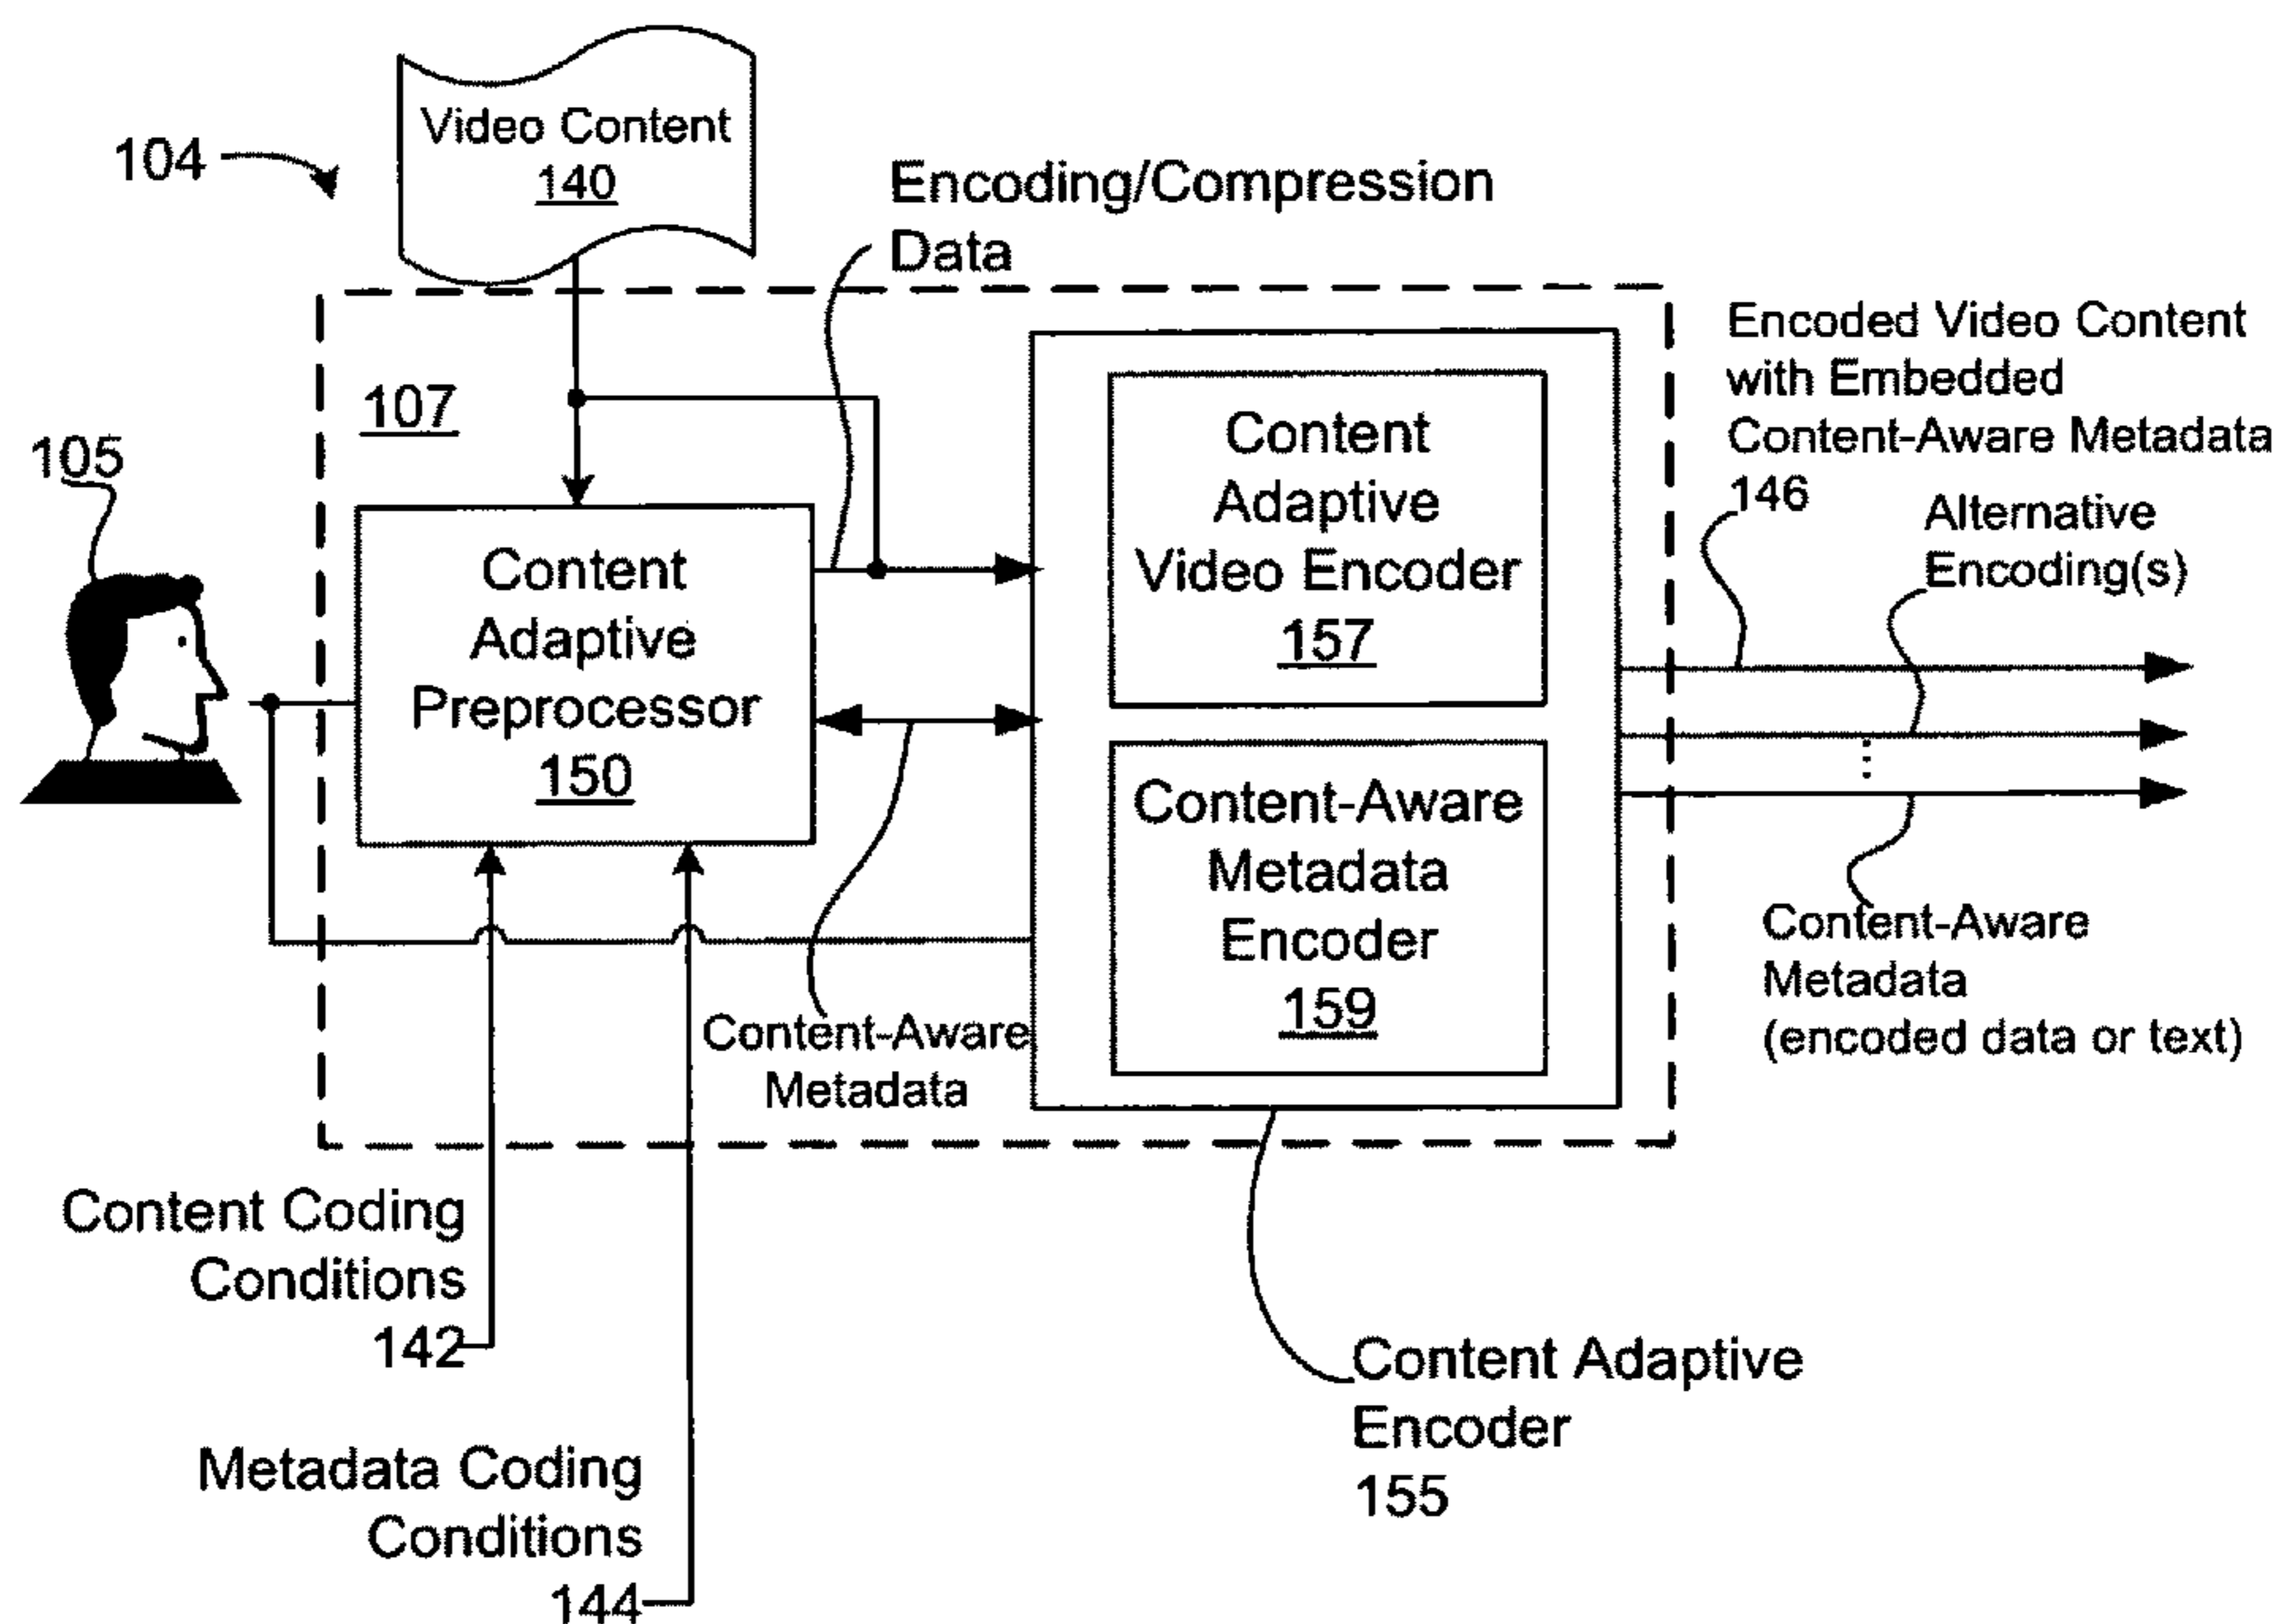 Video Content
140
104
Encoding/Compression
Data
107
105
Content
Adaptive
Preprocessor
150
Content
Adaptive
Video Encoder
157
Content-Aware
Metadata
Encoder
159
Content-Aware
Metadata
Encoded Video Content
with Embedded
Content-Aware Metadata
146
Alternative
Encoding(s)
Content-Aware
Metadata
(encoded data or text)
Content Coding
Conditions
142
Metadata Coding
Conditions
144
Content Adaptive
Encoder
155